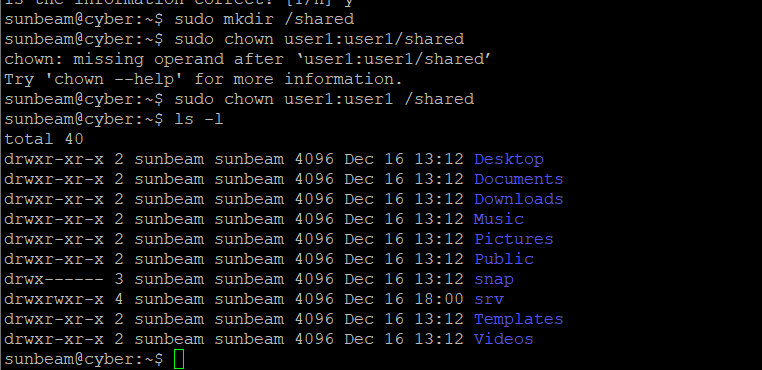 is the information correct? [Y/n] y
sunbeam@cyber:~$ sudo mkdir /shared
sunbeam@cyber:~$ sudo chown user1:user1/shared
chown: missing operand after ‘user1:user1/shared’
Try 'chown --help' for more information.
sunbeam@cyber:~$ sudo chown user1:user1 /shared
sunbeam@cyber:~$ ls -l
total 40
drwxr-xr-x 2 sunbeam sunbeam 4096 Dec 16 13:12 Desktop
drwxr-xr-x 2 sunbeam sunbeam 4096 Dec 16 13:12 Documents
drwxr-xr-x 2 sunbeam sunbeam 4096 Dec 16 13:12 Downloads
drwxr-xr-x 2 sunbeam sunbeam 4096 Dec 16 13:12 Music
drwxr-xr-x 2 sunbeam sunbeam 4096 Dec 16 13:12 Pictures
drwxr-xr-x 2 sunbeam sunbeam 4096 Dec 16 13:12 Public
drwx------ 3 sunbeam sunbeam 4096 Dec 16 13:12 snap
drwxrwxr-x 4 sunbeam sunbeam 4096 Dec 16 18:00 srv
drwxr-xr-x 2 sunbeam sunbeam 4096 Dec 16 13:12 Templates
drwxr-xr-x 2 sunbeam sunbeam 4096 Dec 16 13:12 Videos
sunbeam@cyber:~$